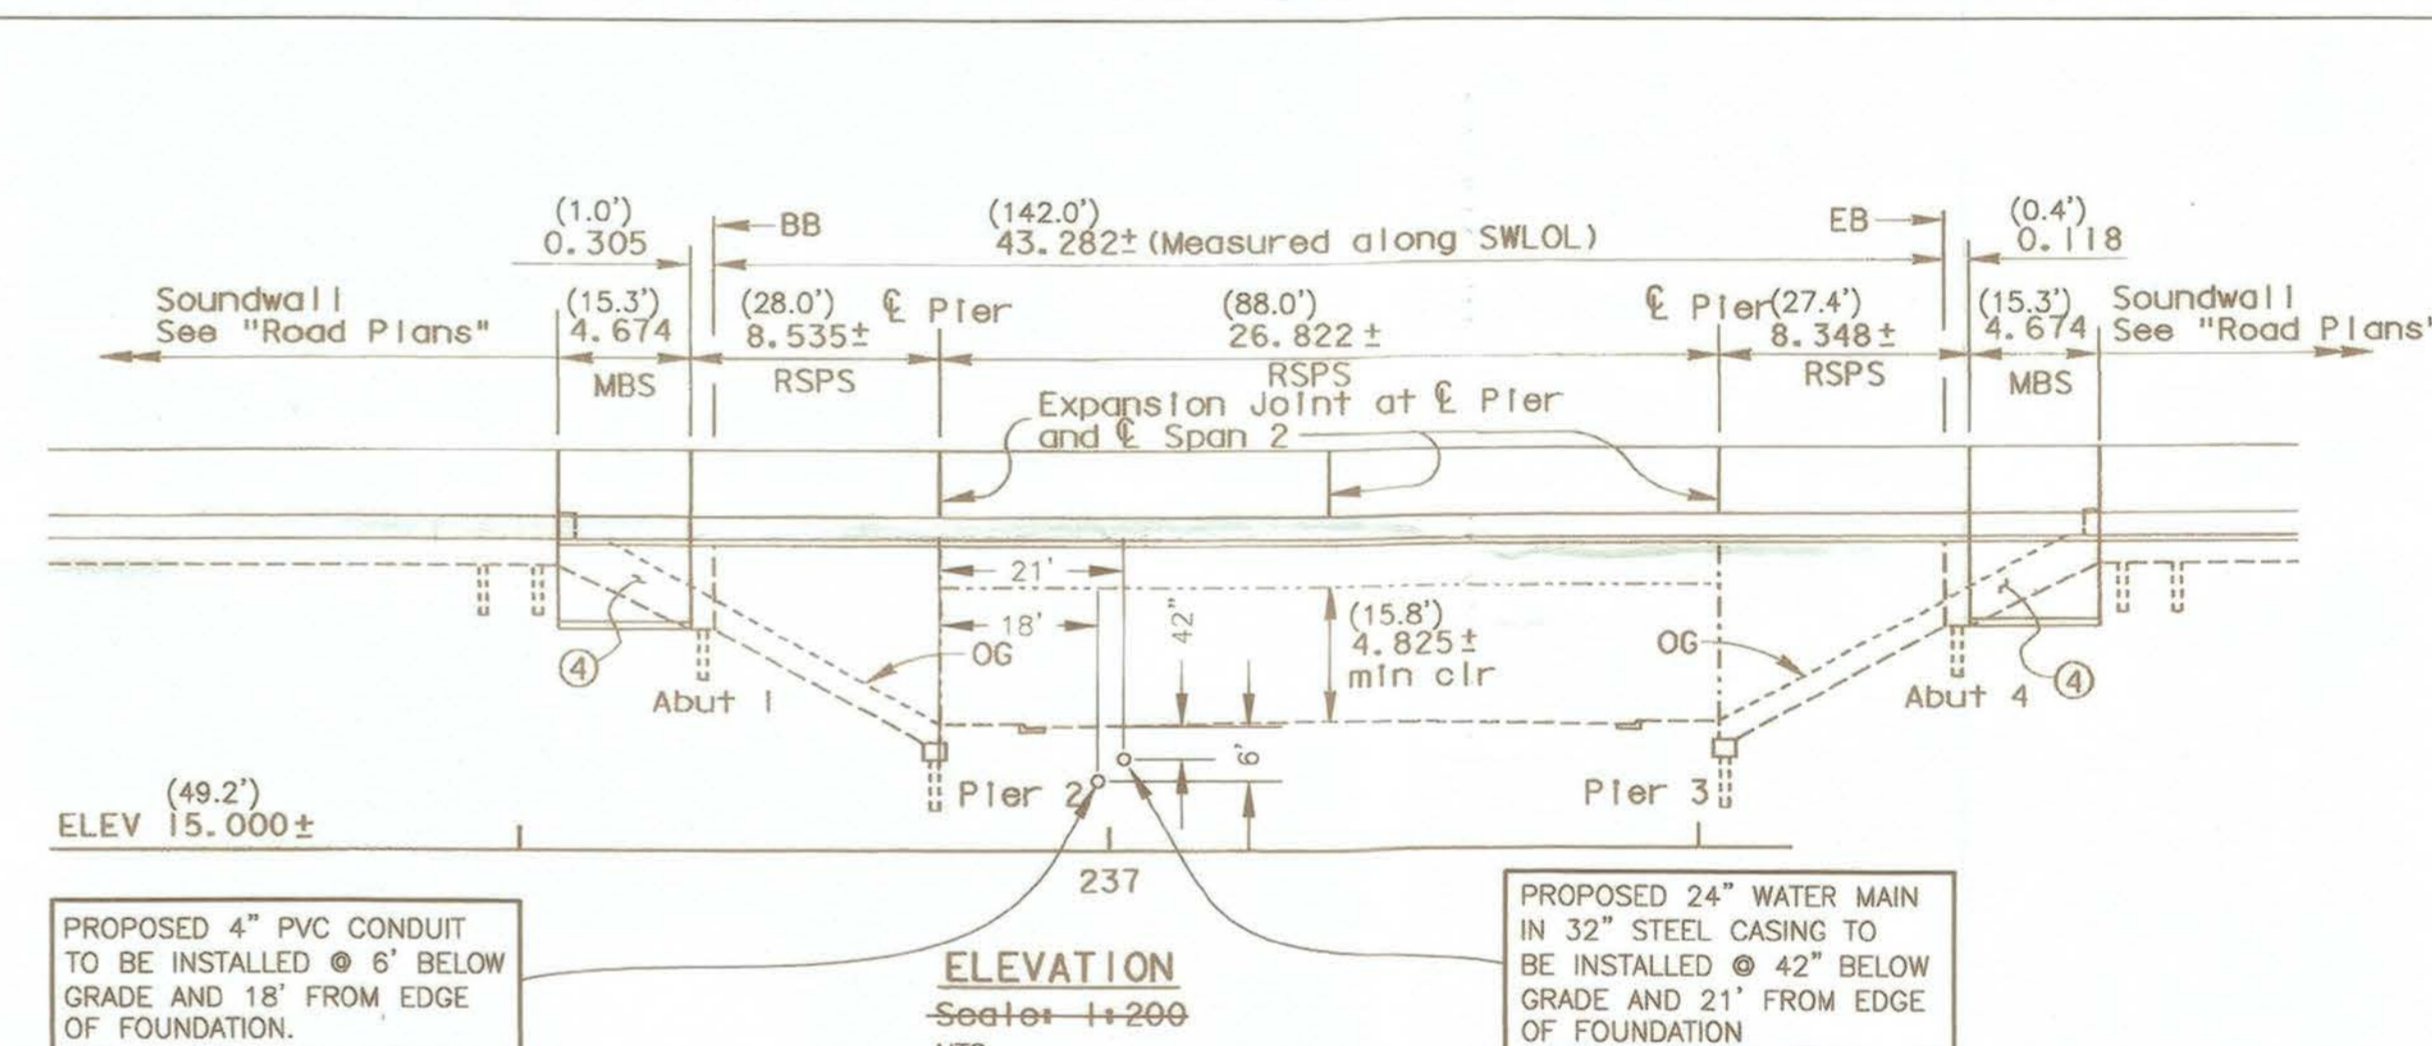 (1.0')
0.305
BB
(142.0')
43.282± (Measured along SWLOL)
EB
(0.4')
0.118
Soundwall
See "Road Plans"
(15.3')
4.674
MBS
(28.0')
8.535±
RSPS
℄ Pier
(88.0')
26.822 ±
RSPS
℄ Pier
(27.4')
8.348±
RSPS
(15.3')
4.674
MBS
Soundwall
See "Road Plans"
Expansion Joint at ℄ Pier
and ℄ Span 2
21'
18'
42"
(15.8')
4.825±
min clr
OG
OG
4
Abut 1
Abut 4
4
6'
Pier 2
Pier 3
(49.2')
ELEV 15.000±
237
PROPOSED 4" PVC CONDUIT
TO BE INSTALLED @ 6' BELOW
GRADE AND 18' FROM EDGE
OF FOUNDATION.
ELEVATION
Scale: 1:200
NTS
PROPOSED 24" WATER MAIN
IN 32" STEEL CASING TO
BE INSTALLED @ 42" BELOW
GRADE AND 21' FROM EDGE
OF FOUNDATION